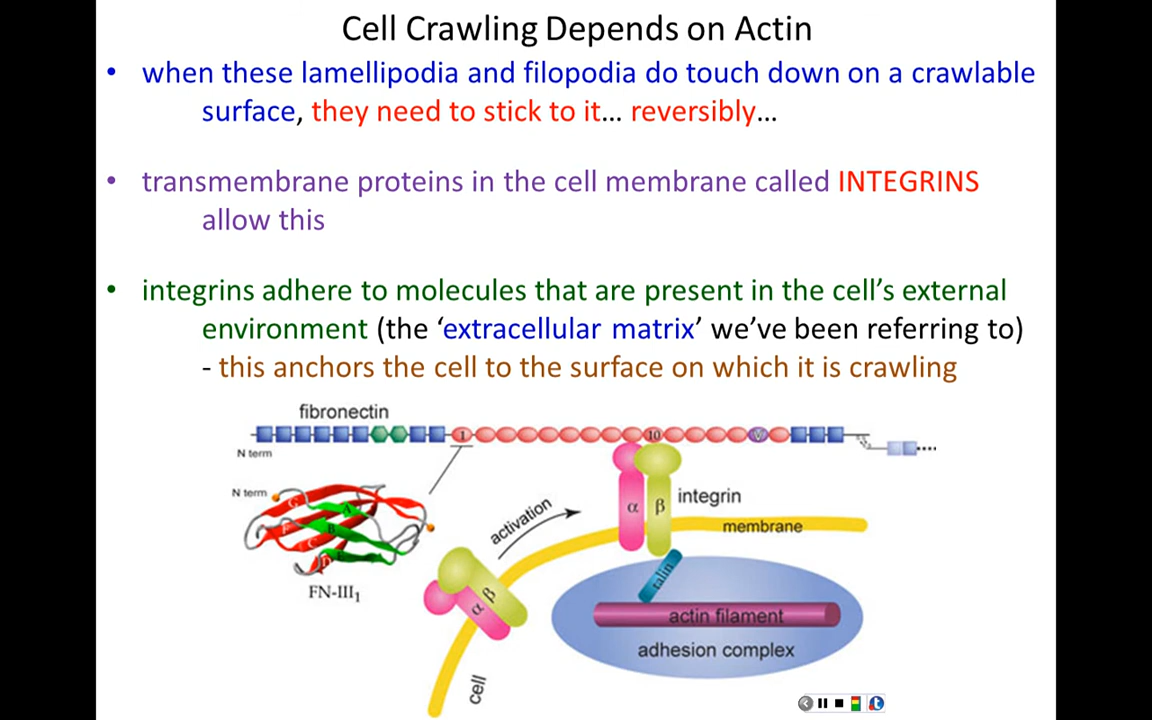 Cell Crawling Depends on Actin
• when these lamellipodia and filopodia do touch down on a crawlable
surface, they need to stick to it… reversibly…
• transmembrane proteins in the cell membrane called INTEGRINS
allow this
• integrins adhere to molecules that are present in the cell’s external
environment (the ‘extracellular matrix’ we’ve been referring to)
- this anchors the cell to the surface on which it is crawling
fibronectin
1
10
V
N term
N term
G
A
F
B
C
D
E
FN-III1
activation
α β
integrin
membrane
α β
talin
actin filament
adhesion complex
cell
t